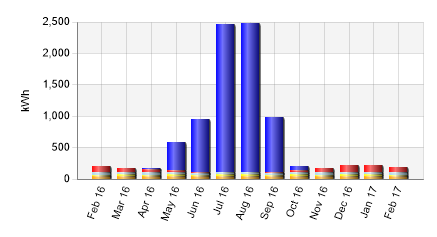 2,500
2,000
1,500
1,000
500
0
kWh
Feb 16
Mar 16
Apr 16
May 16
Jun 16
Jul 16
Aug 16
Sep 16
Oct 16
Nov 16
Dec 16
Jan 17
Feb 17